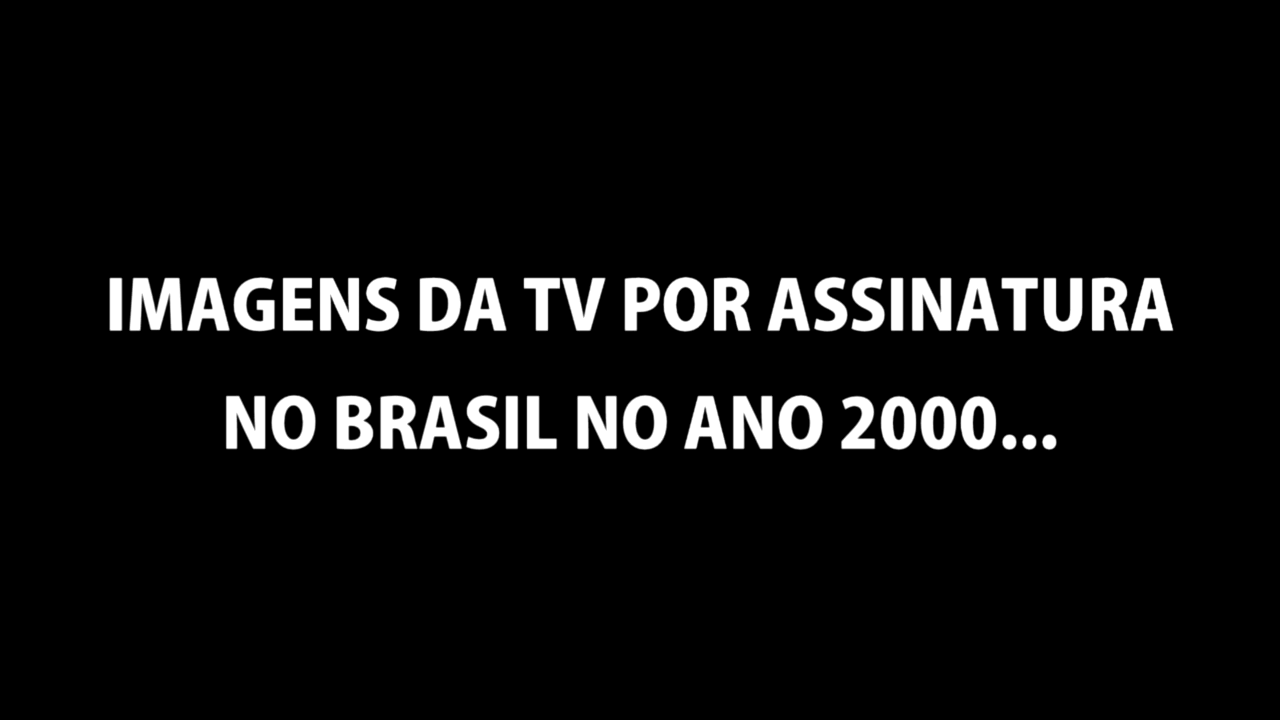 IMAGENS DA TV POR ASSINATURA
NO BRASIL NO ANO 2000...